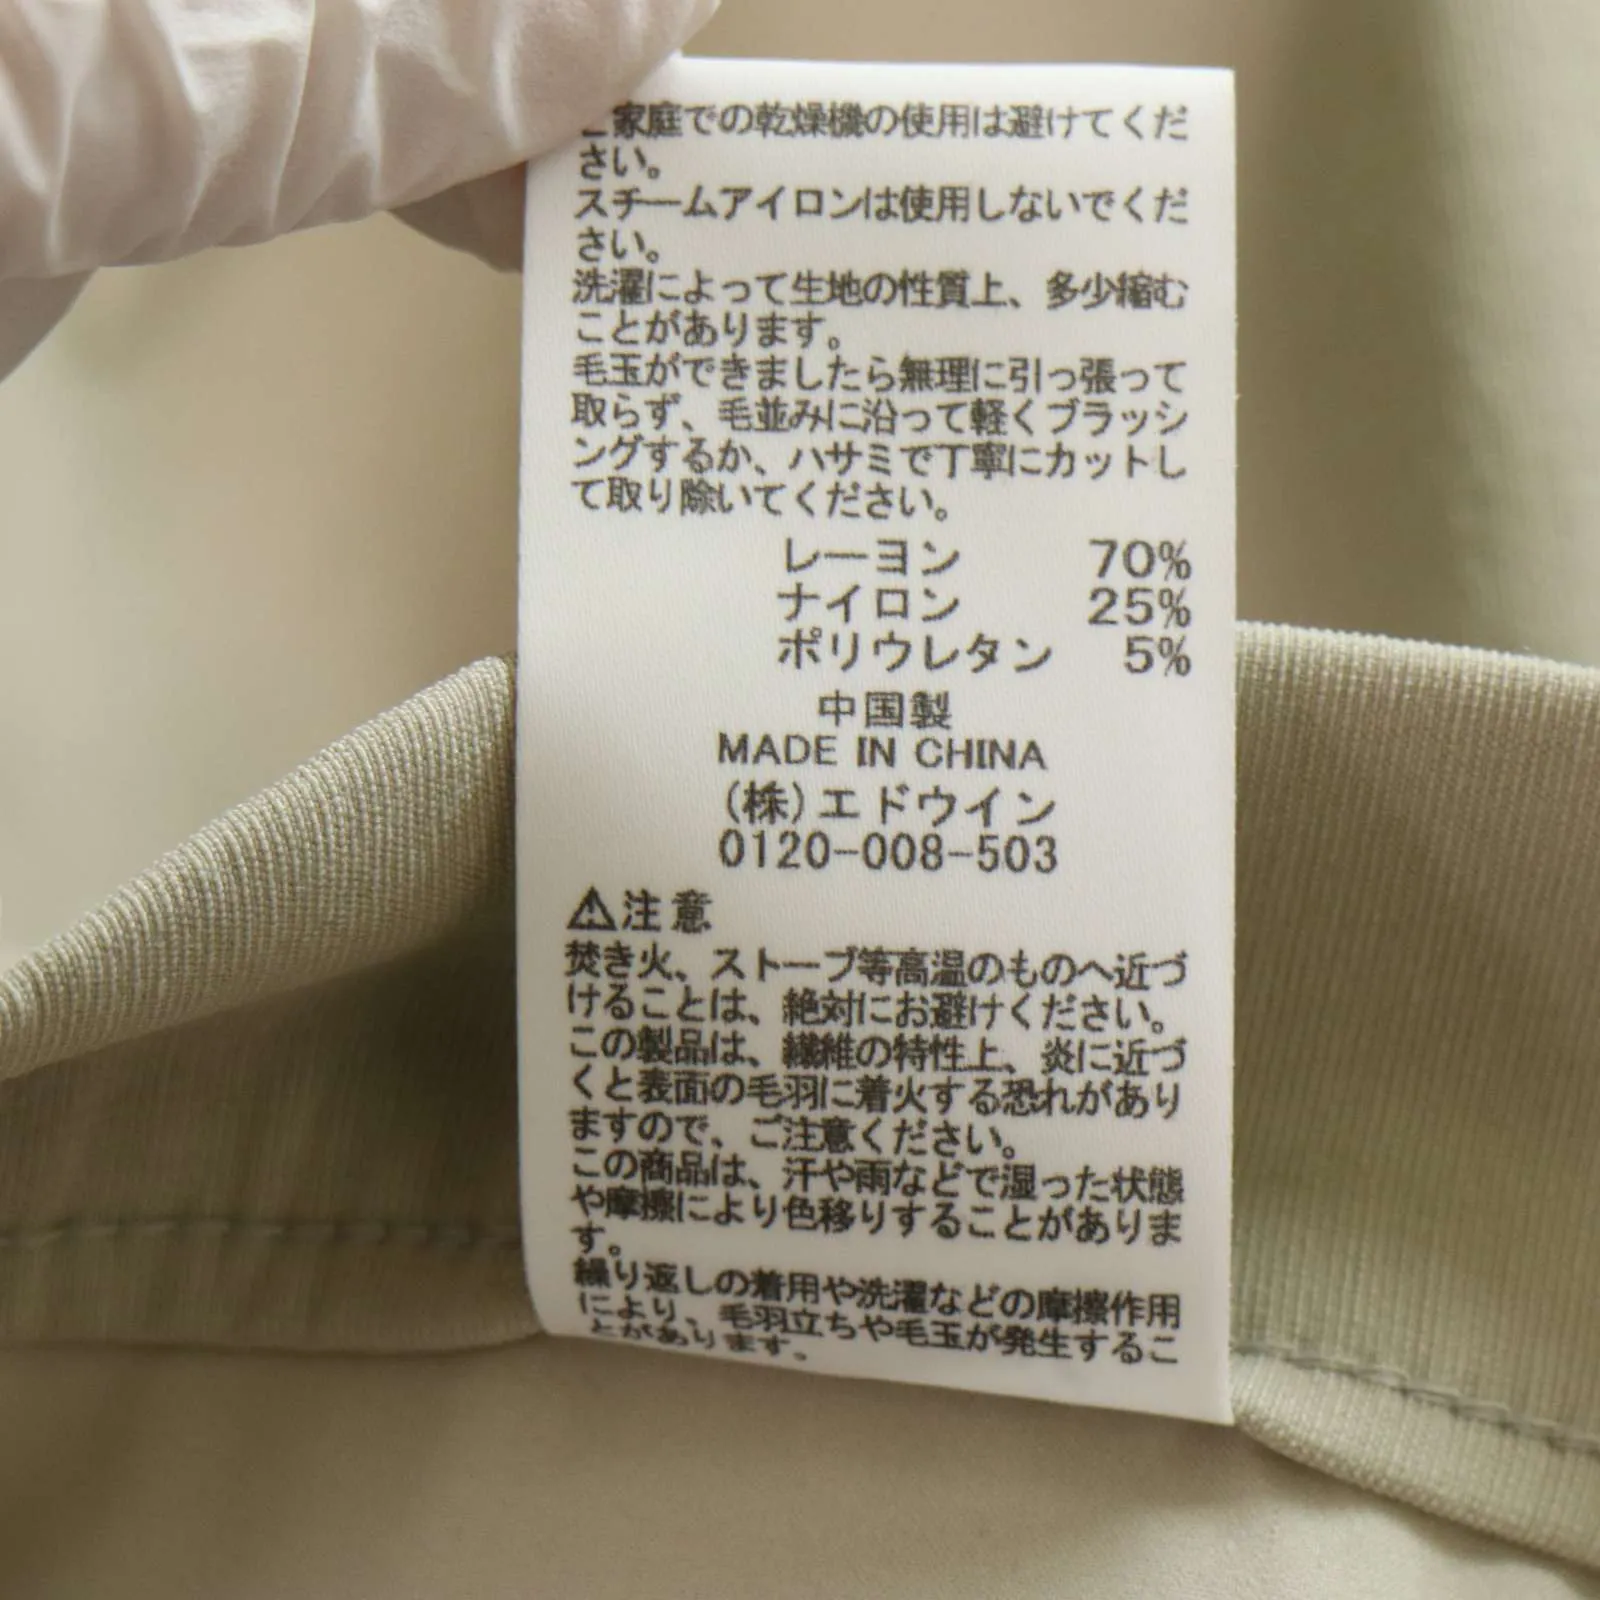 ご家庭での乾燥機の使用は避けてくだ
さい。
スチームアイロンは使用しないでくだ
さい。
洗濯によって生地の性質上、多少縮む
ことがあります。
毛玉ができましたら無理に引っ張って
取らず、毛並みに沿って軽くブラッシ
ングするか、ハサミで丁寧にカットし
て取り除いてください。
レーヨン 70%
ナイロン 25%
ポリウレタン 5%
中国製
MADE IN CHINA
(株)エドウイン
0120-008-503
⚠注意
焚き火、ストーブ等高温のものへ近づ
けることは、絶対にお避けください。
この製品は、繊維の特性上、炎に近づ
くと表面の毛羽に着火する恐れがあり
ますので、ご注意ください。
この商品は、汗や雨などで湿った状態
や摩擦により色移りすることがありま
す。
繰り返しの着用や洗濯などの摩擦作用
により、毛羽立ちや毛玉が発生するこ
とがあります。